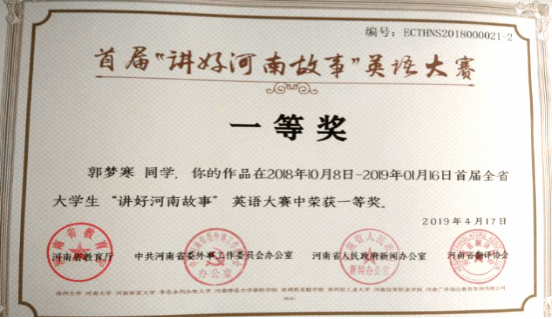 编号：ECTHNS2018000021-2
首届“讲好河南故事”英语大赛
一等奖
郭梦寒 同学，你的作品在2018年10月8日-2019年01月16日首届全省
大学生“讲好河南故事”英语大赛中荣获一等奖。
2019年4月17日
河南省教育厅 中共河南省委外事工作委员会办公室 河南省人民政府新闻办公室 河南省翻译协会